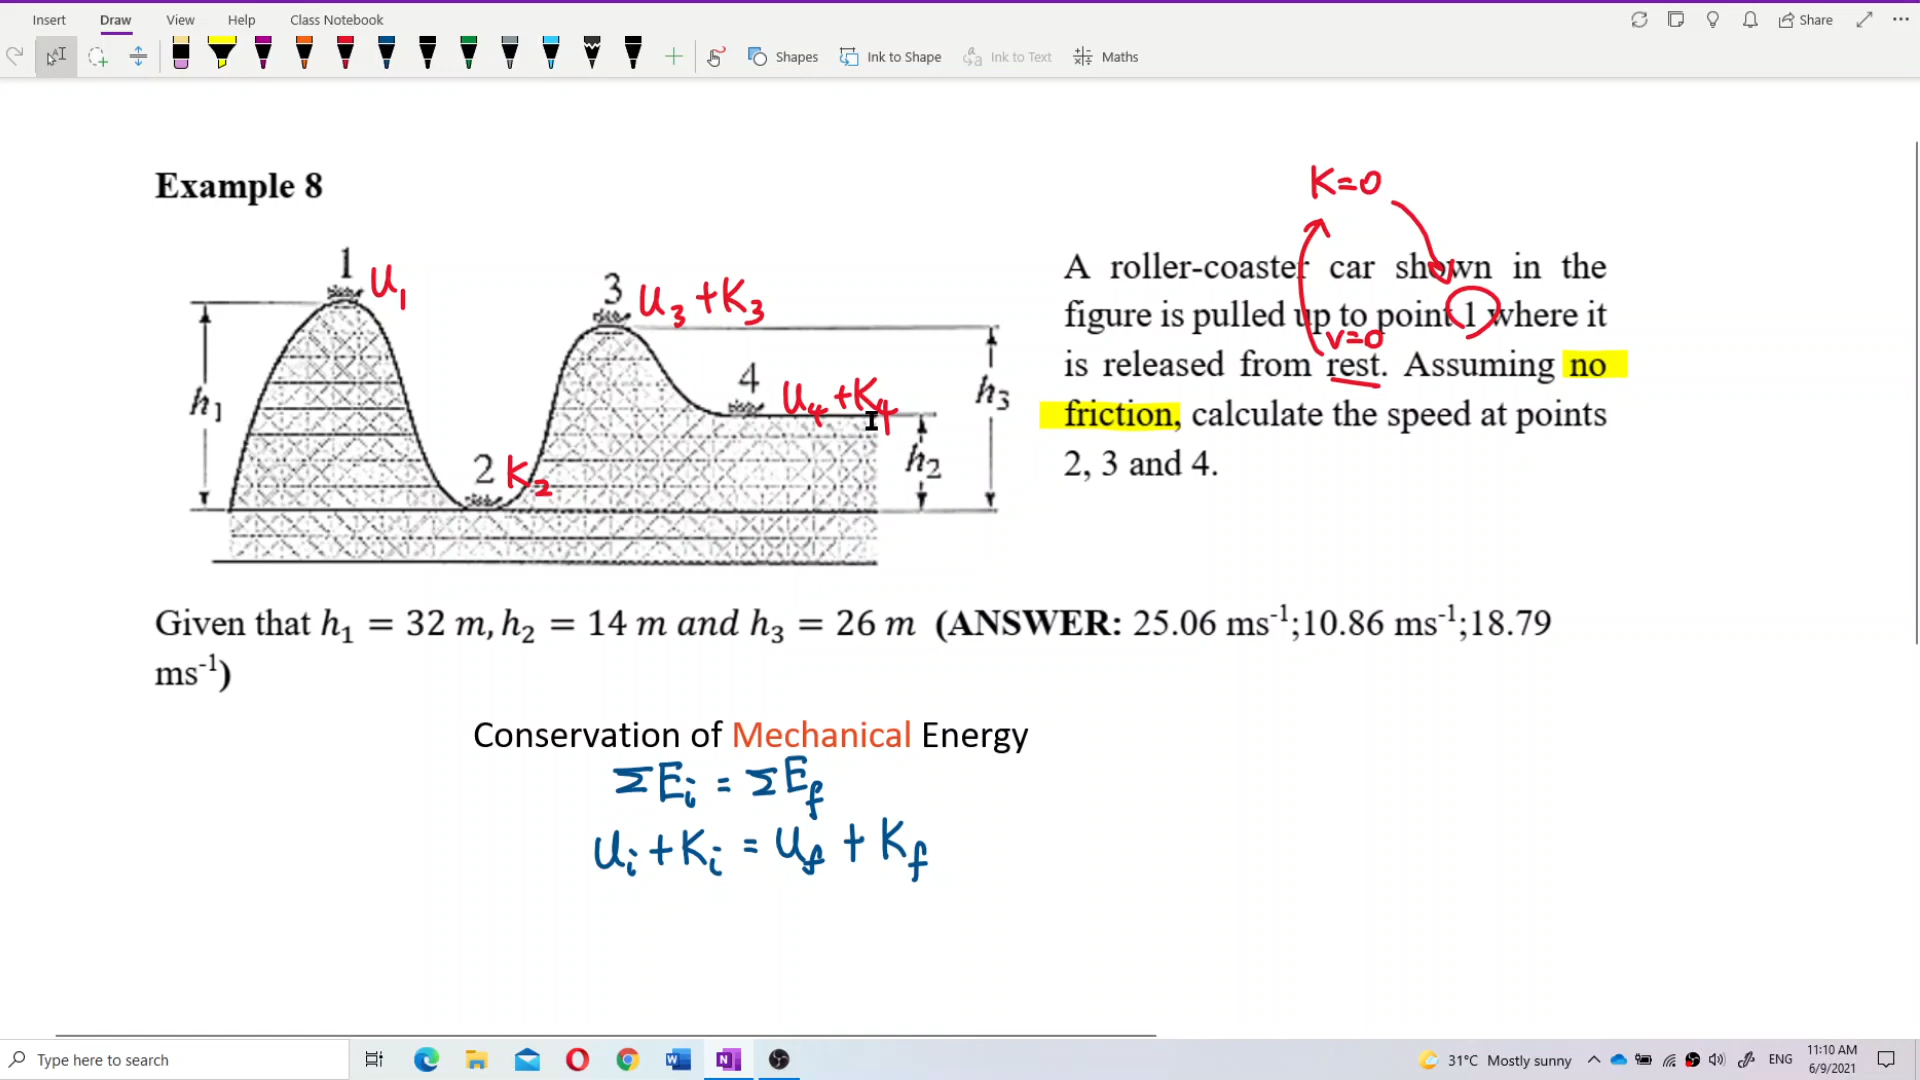 Insert Draw View Help Class Notebook Share
Shapes Ink to Shape Ink to Text Maths
Example 8
K=0
1 U₁
3 U₃ + K₃
4 U₄ + K₄
2 K₂
h₁
h₂
h₃
A roller-coaster car shown in the
figure is pulled up to point 1 where it
v=0
is released from rest. Assuming no
friction, calculate the speed at points
2, 3 and 4.
Given that h₁ = 32 m, h₂ = 14 m and h₃ = 26 m (ANSWER: 25.06 ms⁻¹;10.86 ms⁻¹;18.79
ms⁻¹)
Conservation of Mechanical Energy
ΣEᵢ = ΣE_f
Uᵢ + Kᵢ = U_f + K_f
Type here to search
31°C Mostly sunny
ENG
11:10 AM
6/9/2021